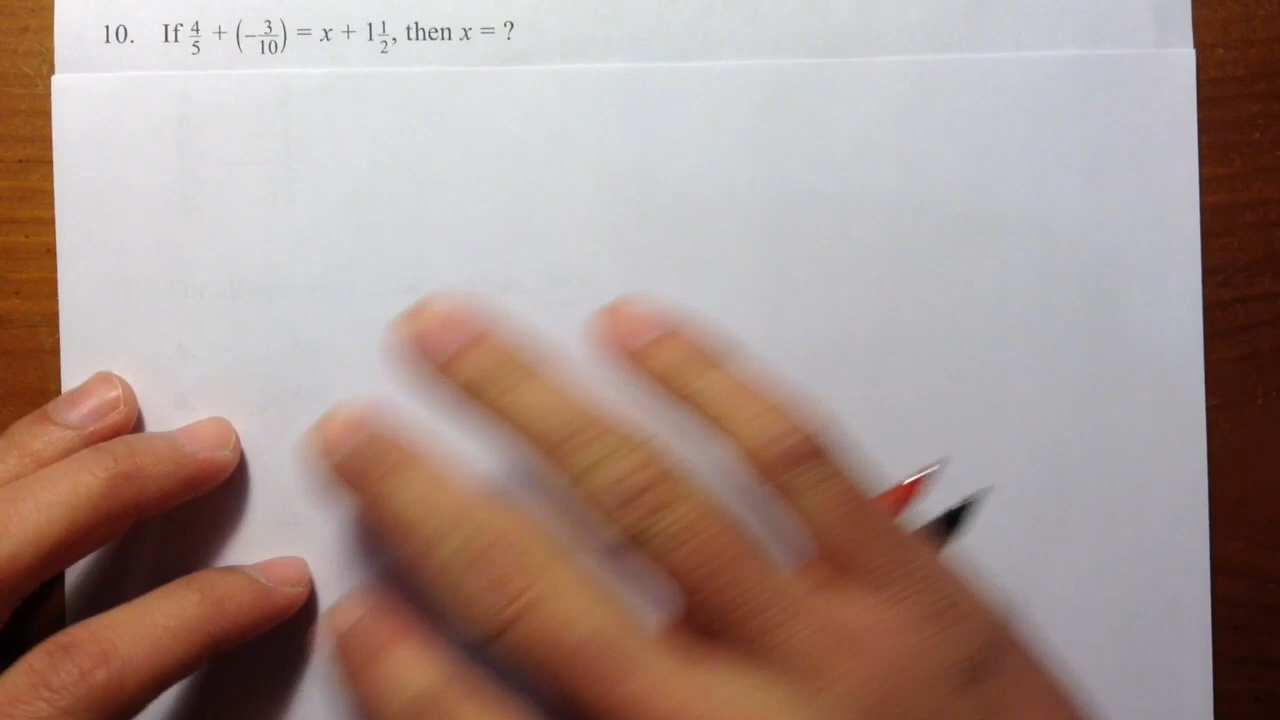 10. If 4/5 + (−3/10) = x + 1 1/2, then x = ?